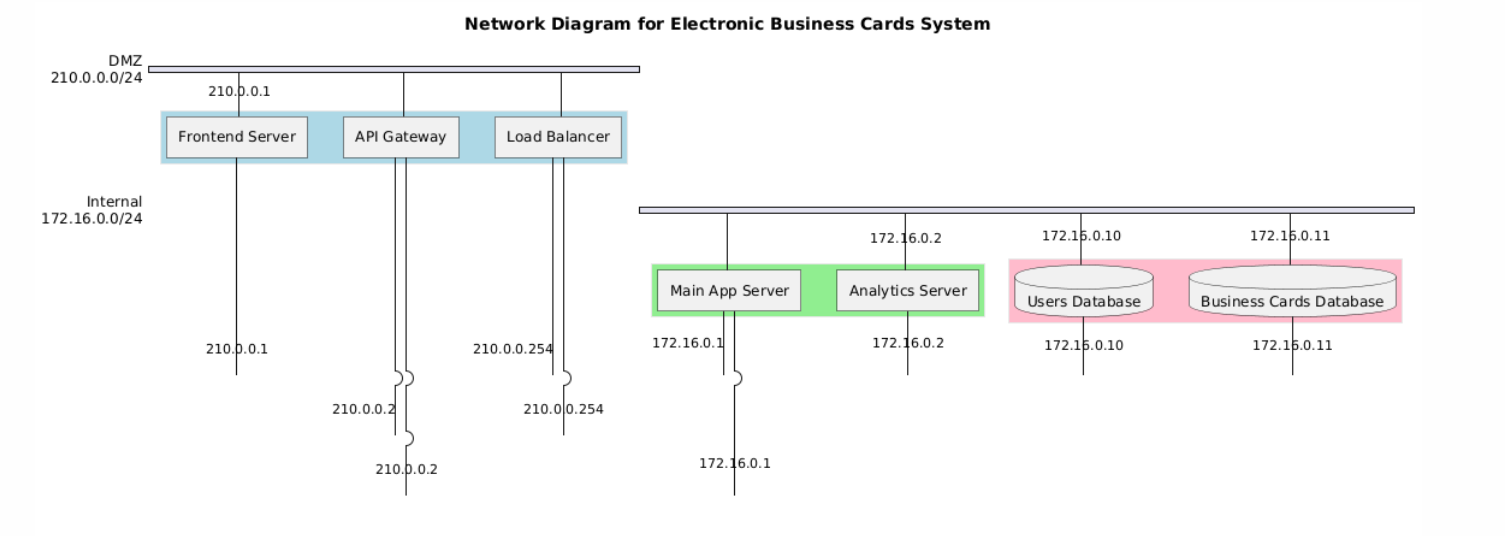 Network Diagram for Electronic Business Cards System
DMZ
210.0.0.0/24
210.0.0.1
Frontend Server
API Gateway
Load Balancer
Internal
172.16.0.0/24
172.16.0.2
172.16.0.10
172.16.0.11
Main App Server
Analytics Server
Users Database
Business Cards Database
210.0.0.1
210.0.0.254
172.16.0.1
172.16.0.2
172.16.0.10
172.16.0.11
210.0.0.2
210.0.0.254
210.0.0.2
172.16.0.1